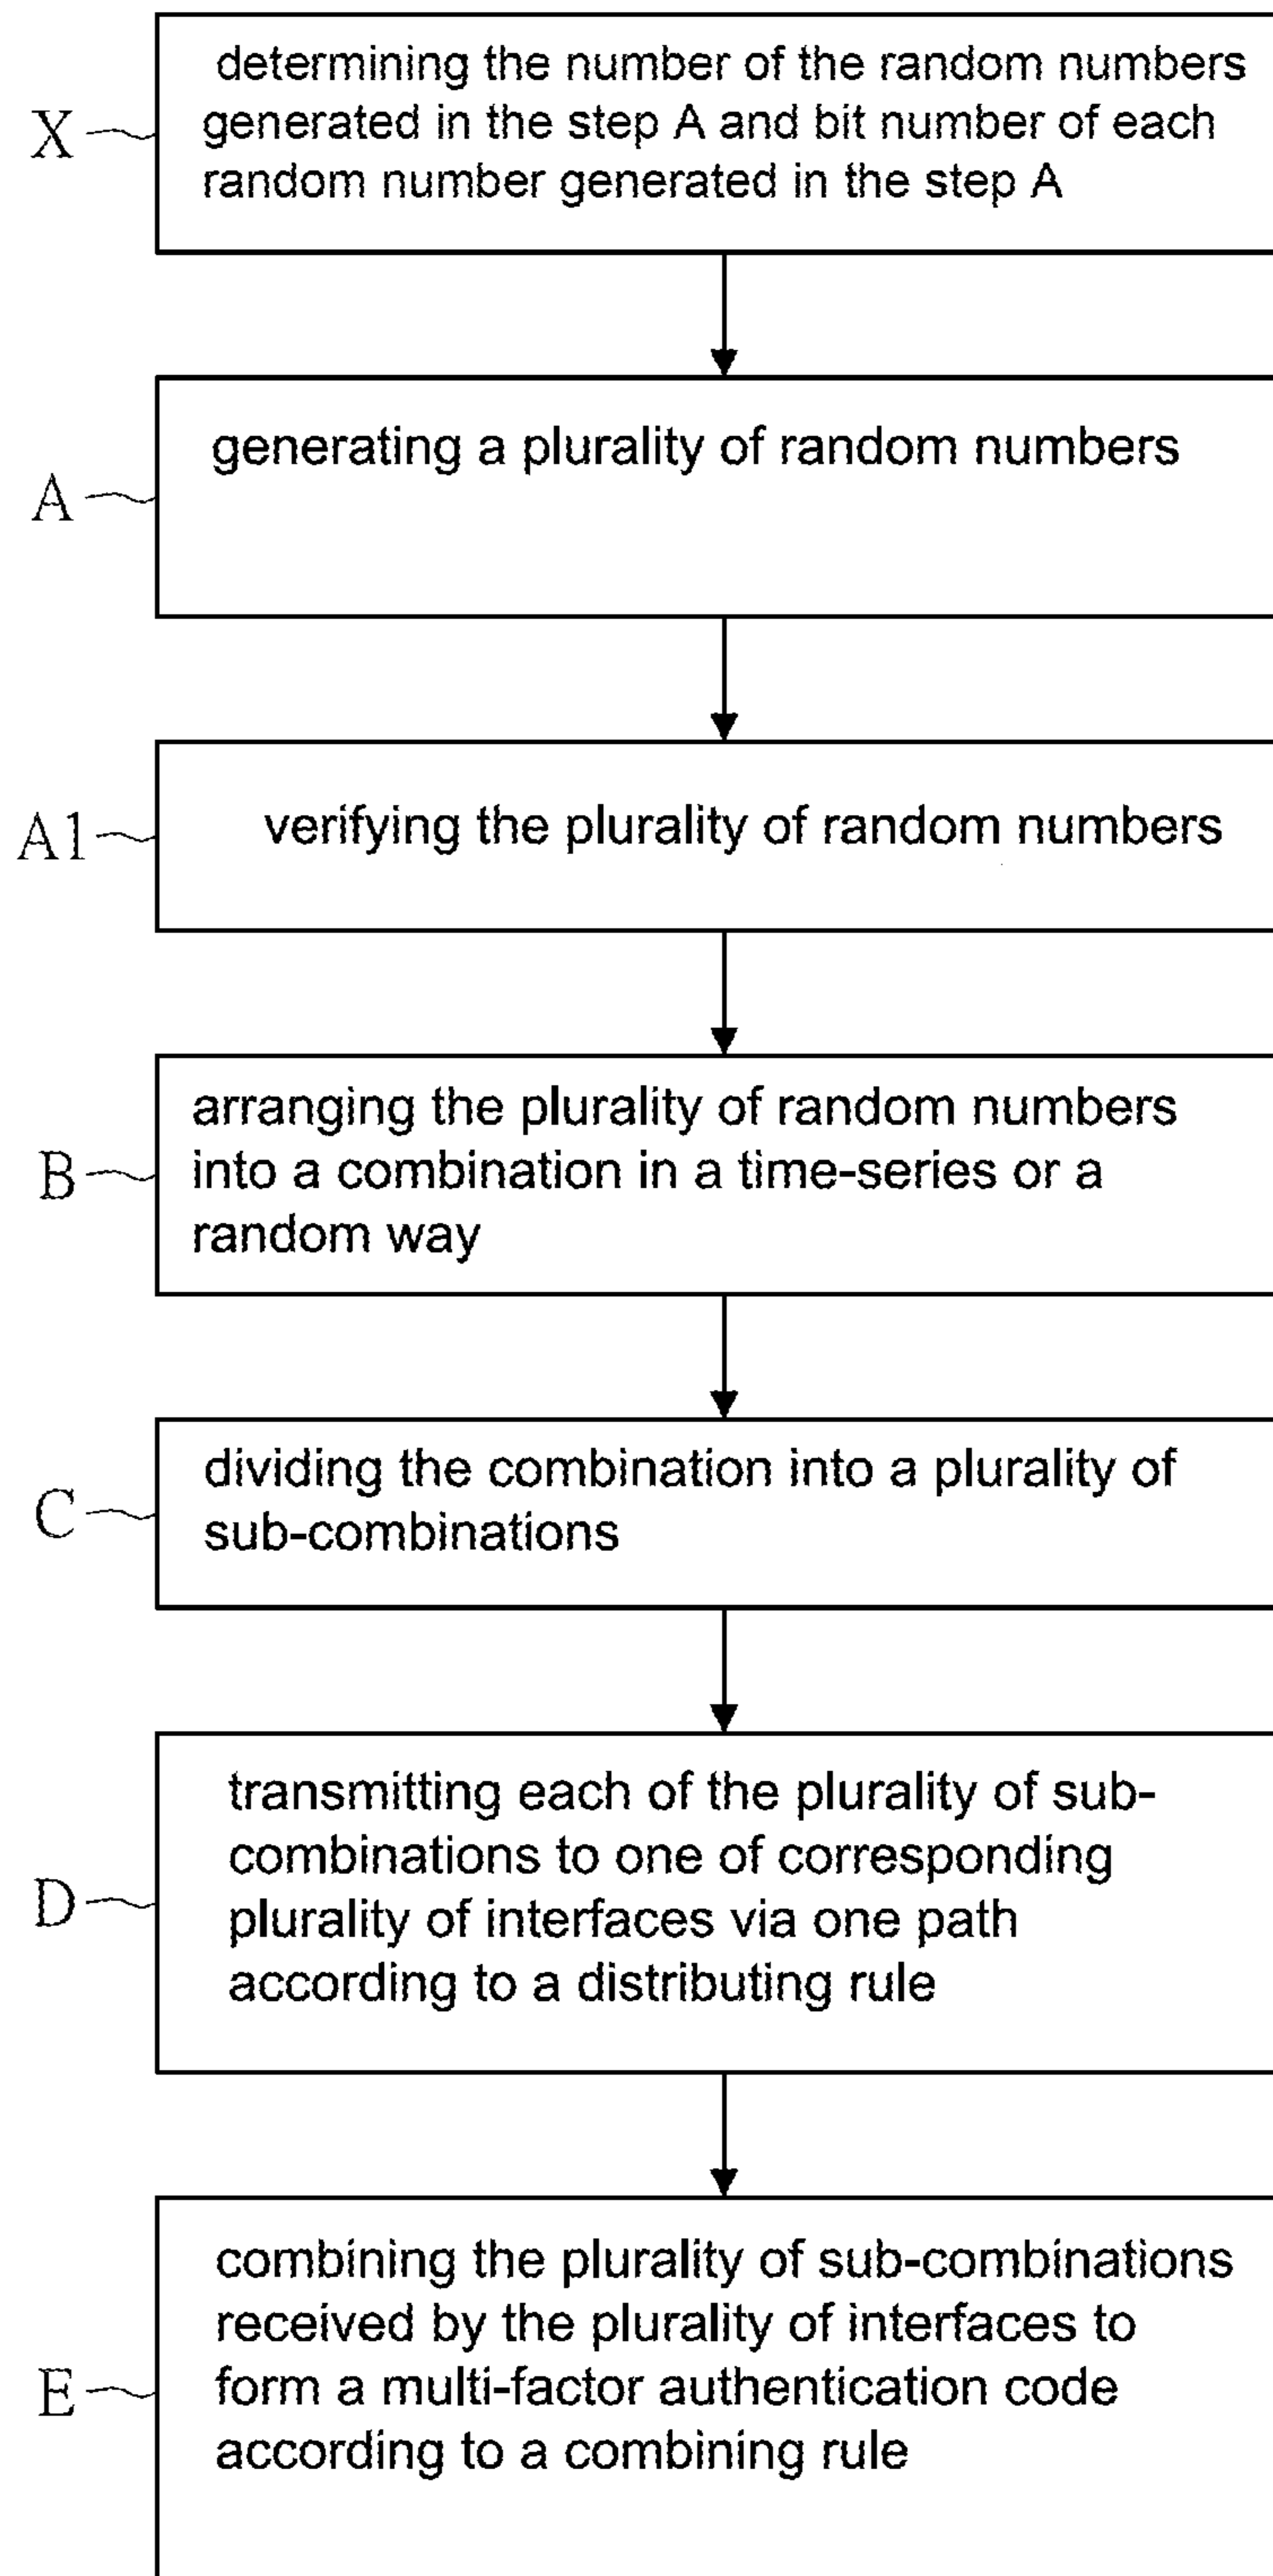 X
determining the number of the random numbers
generated in the step A and bit number of each
random number generated in the step A
A
generating a plurality of random numbers
A1
verifying the plurality of random numbers
B
arranging the plurality of random numbers
into a combination in a time-series or a
random way
C
dividing the combination into a plurality of
sub-combinations
D
transmitting each of the plurality of sub-
combinations to one of corresponding
plurality of interfaces via one path
according to a distributing rule
E
combining the plurality of sub-combinations
received by the plurality of interfaces to
form a multi-factor authentication code
according to a combining rule